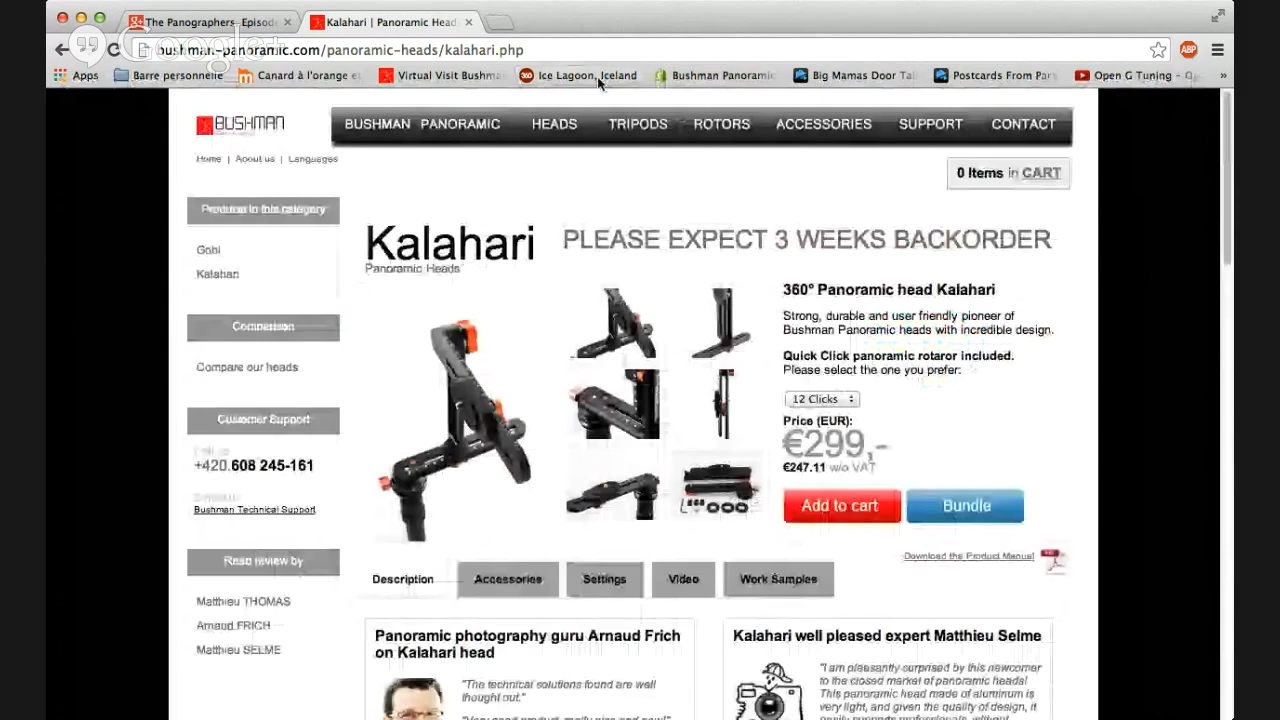 The Panographers- Episode
Kalahari | Panoramic Head
Google+
bushman-panoramic.com/panoramic-heads/kalahari.php
ABP
Apps
Barre personnelle
Canard à l'orange et
Virtual Visit Bushma
Ice Lagoon, Iceland
Bushman Panoramic
Big Mamas Door
Postcards From
Open G Tuning -
»
BUSHMAN
BUSHMAN PANORAMIC
HEADS
TRIPODS
ROTORS
ACCESSORIES
SUPPORT
CONTACT
Home | About us | Languages
0 Items in CART
Products in this category
Gobi
Kalahari
Comparison
Compare our heads
Customer Support
+420.608 245-161
Bushman Technical Support
Read review by
Matthieu THOMAS
Arnaud FRICH
Matthieu SELME
Kalahari
Panoramic Heads
PLEASE EXPECT 3 WEEKS BACKORDER
360° Panoramic head Kalahari
Strong, durable and user friendly pioneer of
Bushman Panoramic heads with incredible design.
Quick Click panoramic rotaror included.
Please select the one you prefer:
12 Clicks
Price (EUR):
€299,-
€247.11 w/o VAT
Add to cart
Bundle
Download the Product Manual
Description
Accessories
Settings
Video
Work Samples
Panoramic photography guru Arnaud Frich
on Kalahari head
"The technical solutions found are well
thought out."
Kalahari well pleased expert Matthieu Selme
"I am pleasantly surprised by this newcomer
to the closed market of panoramic heads!
This panoramic head made of aluminum is
very light, and given the quality of design, it